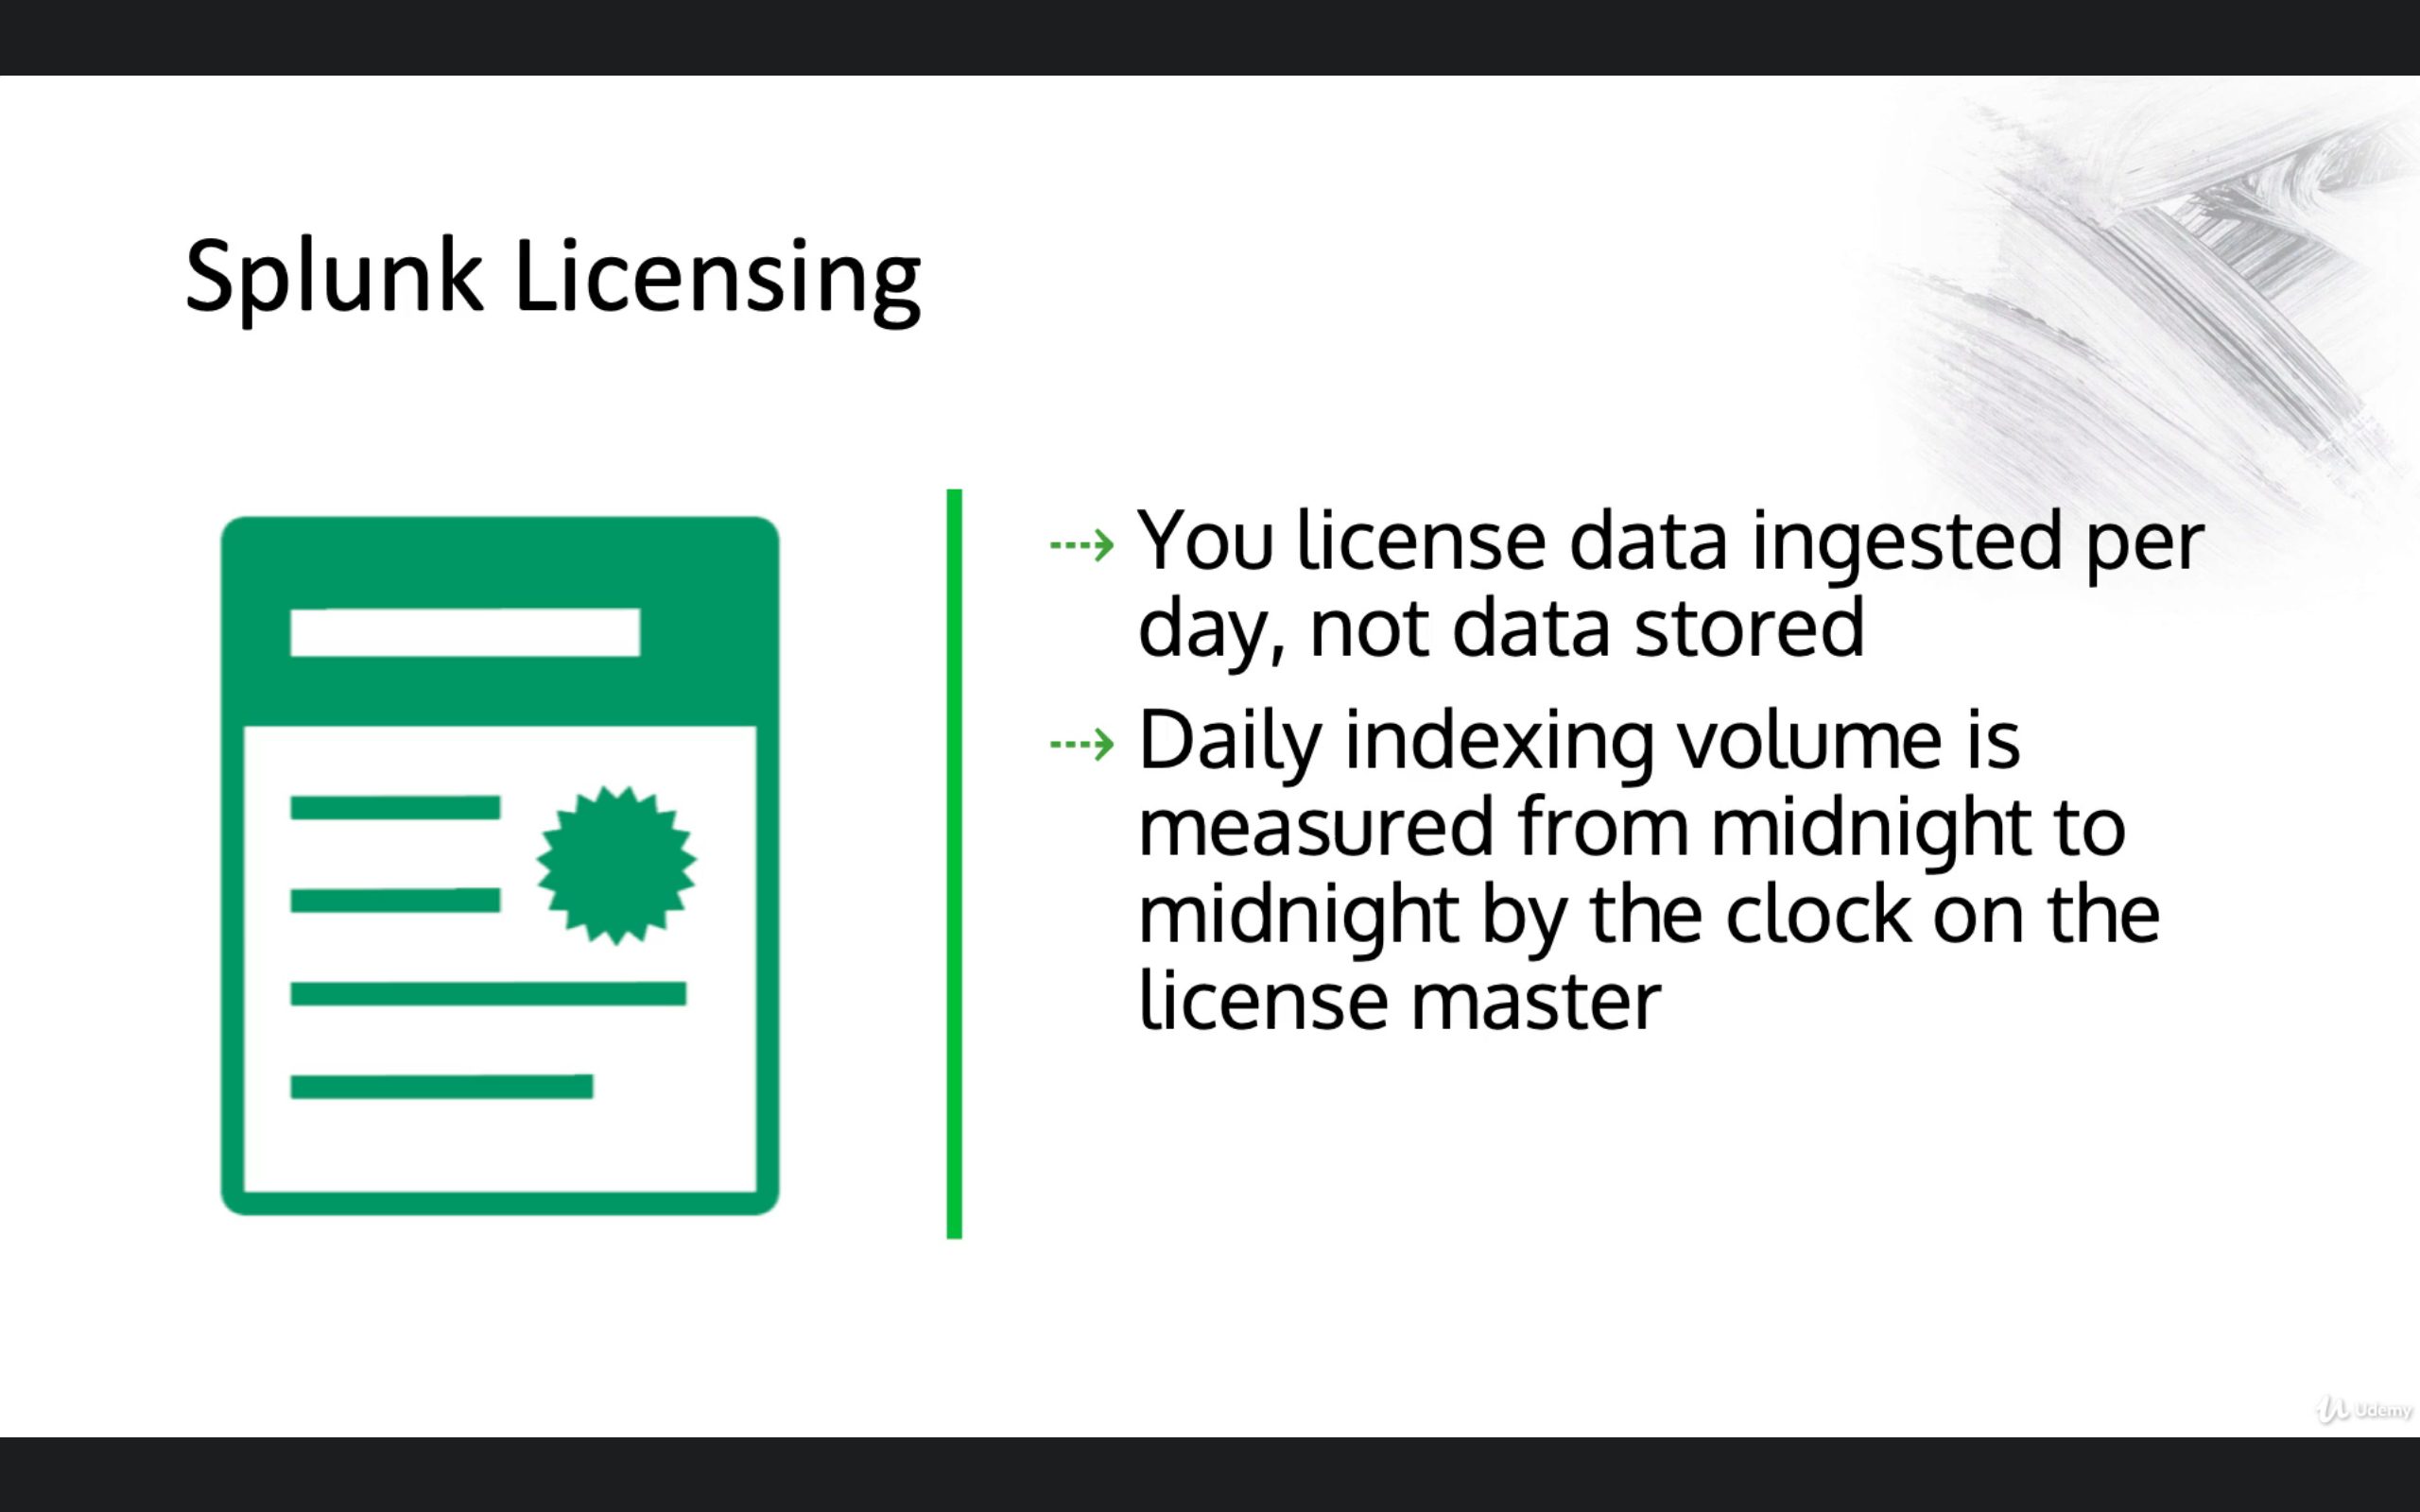 Splunk Licensing
You license data ingested per
day, not data stored
Daily indexing volume is
measured from midnight to
midnight by the clock on the
license master
Udemy